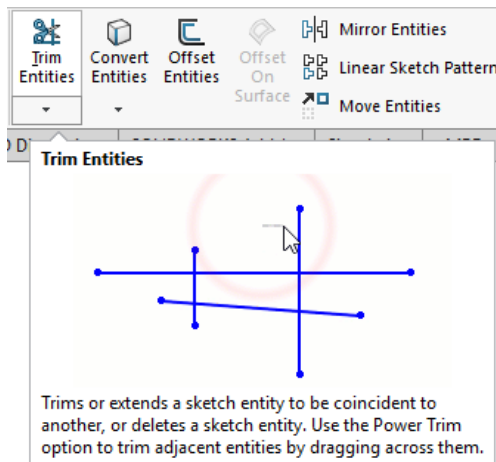 Trim Entities
Convert Entities
Offset Entities
Offset On Surface
Mirror Entities
Linear Sketch Pattern
Move Entities
Trim Entities
Trims or extends a sketch entity to be coincident to
another, or deletes a sketch entity. Use the Power Trim
option to trim adjacent entities by dragging across them.